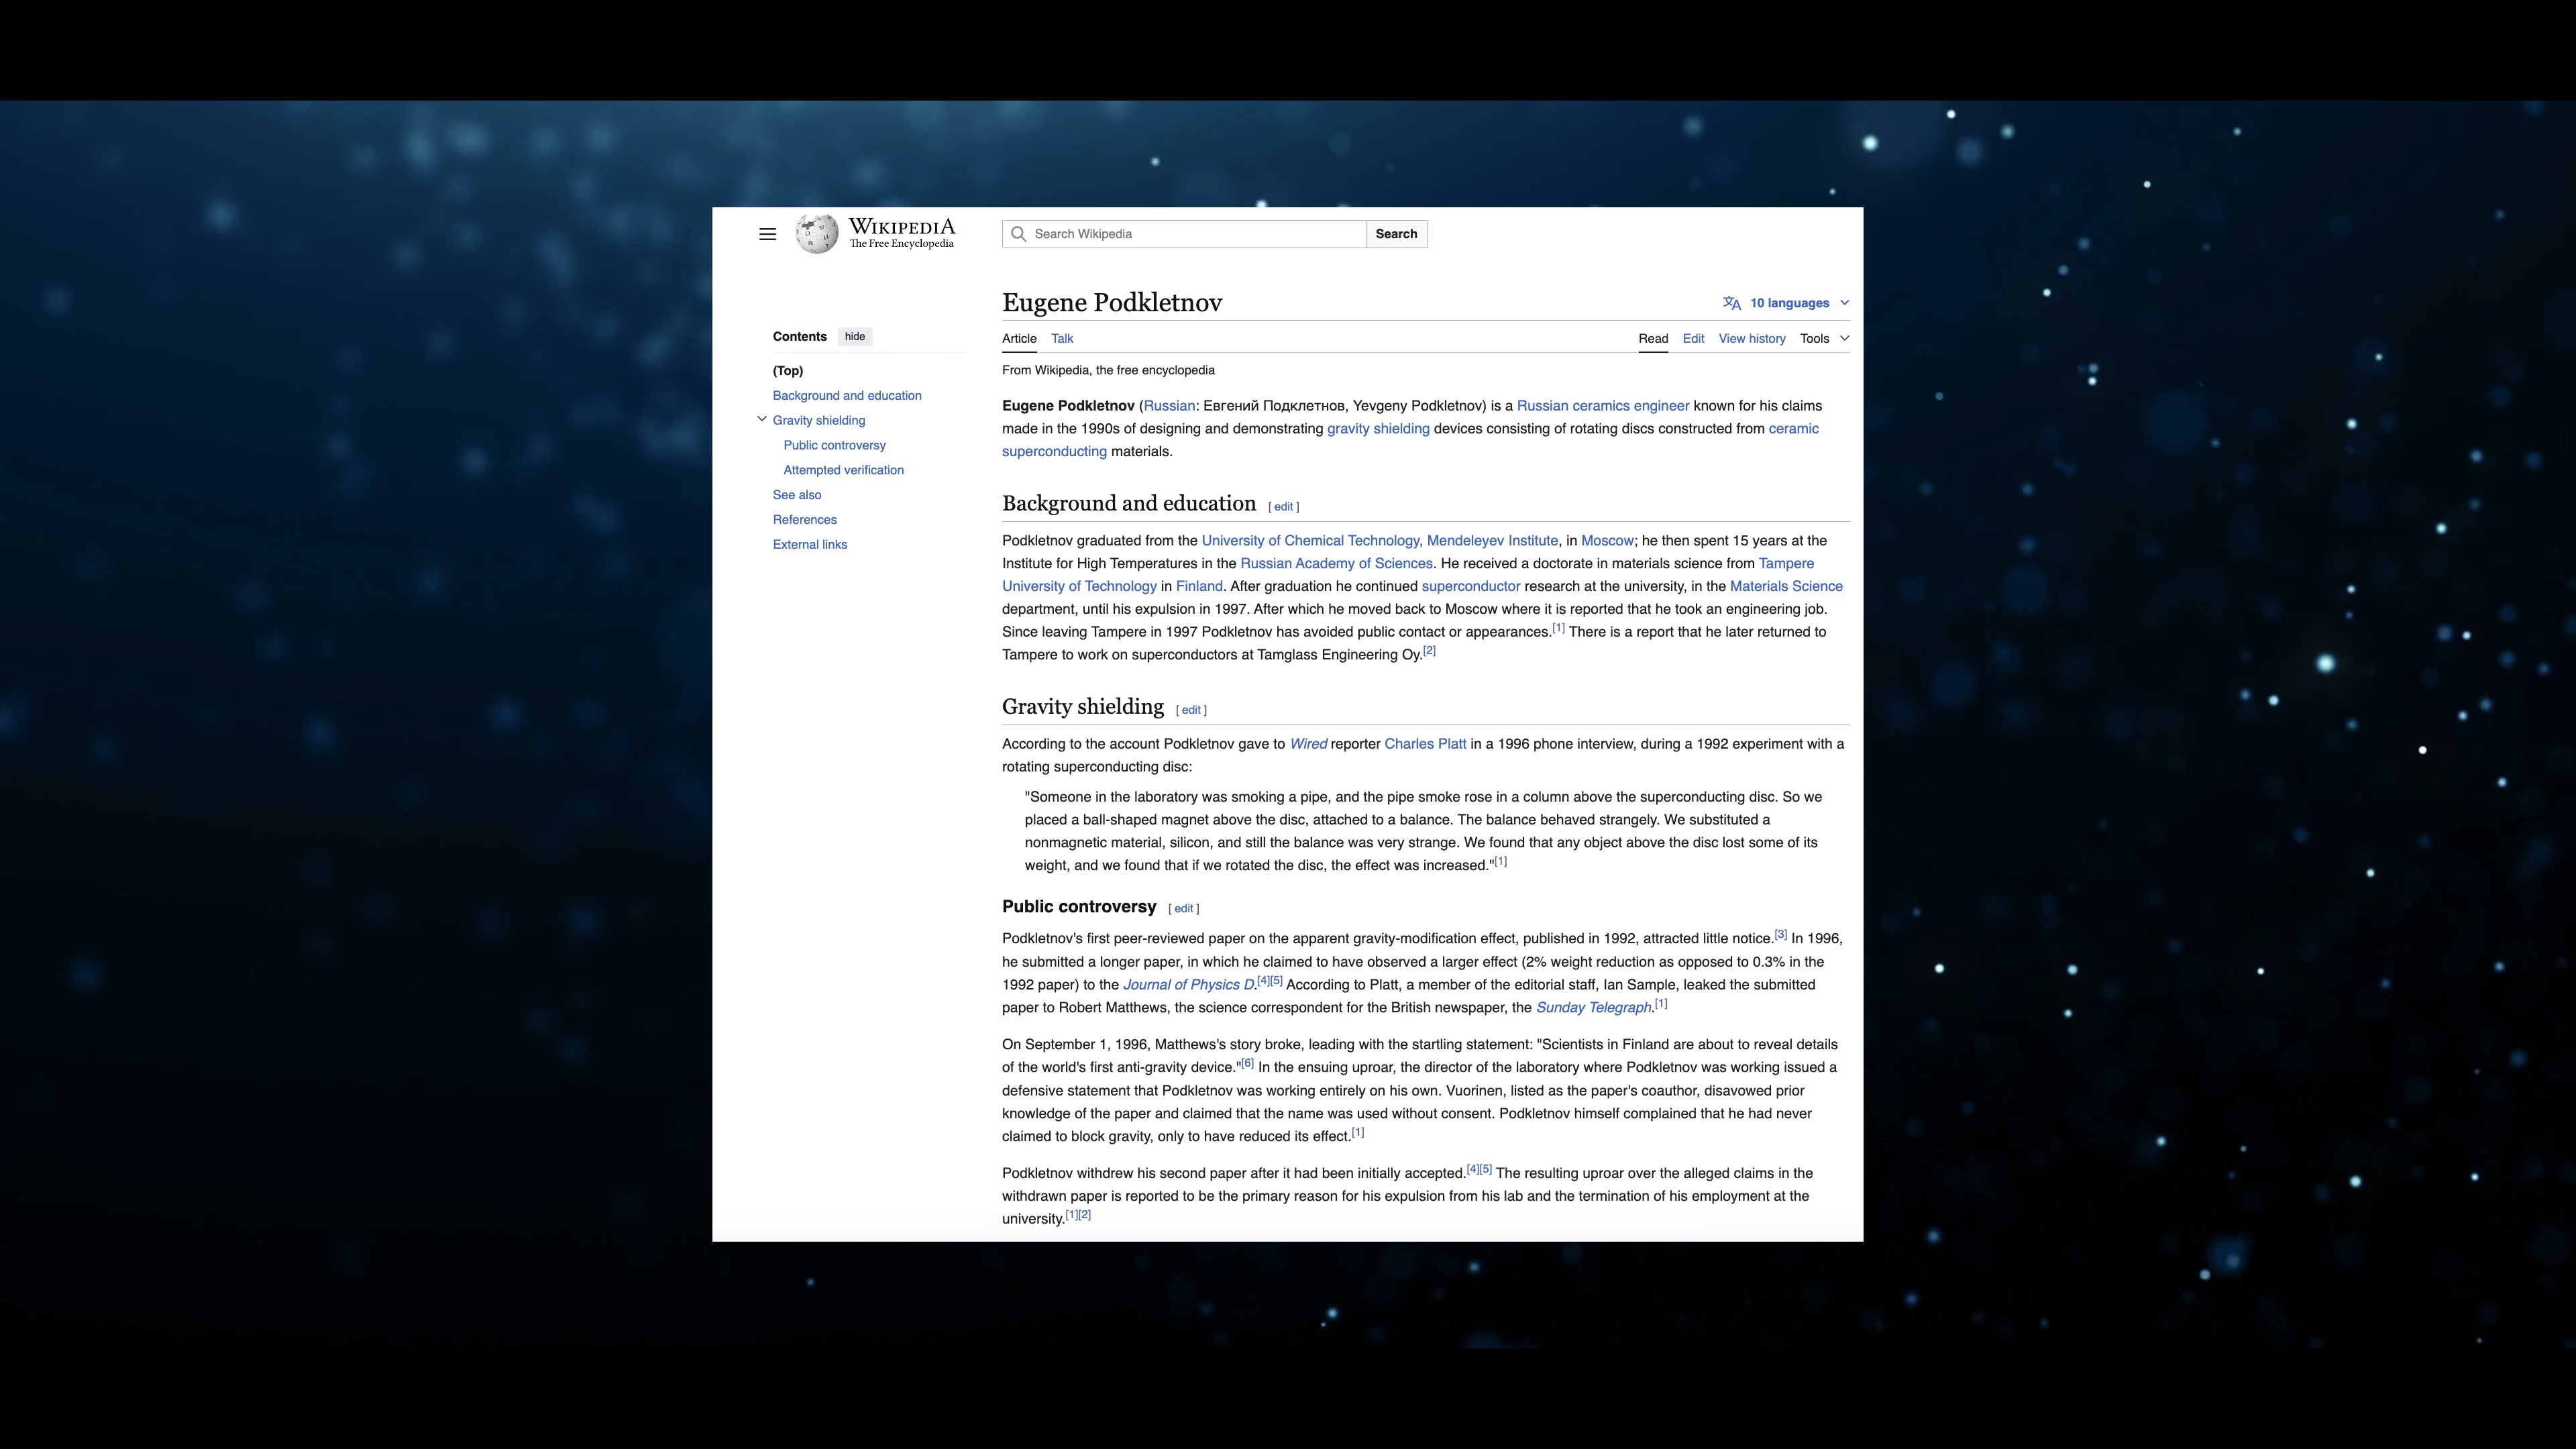 WIKIPEDIA
The Free Encyclopedia
Search Wikipedia
Search
Eugene Podkletnov
10 languages
Contents hide
Article Talk
Read Edit View history Tools
(Top)
Background and education
Gravity shielding
Public controversy
Attempted verification
See also
References
External links
From Wikipedia, the free encyclopedia
Eugene Podkletnov (Russian: Евгений Подклетнов, Yevgeny Podkletnov) is a Russian ceramics engineer known for his claims
made in the 1990s of designing and demonstrating gravity shielding devices consisting of rotating discs constructed from ceramic
superconducting materials.
Background and education [ edit ]
Podkletnov graduated from the University of Chemical Technology, Mendeleyev Institute, in Moscow; he then spent 15 years at the
Institute for High Temperatures in the Russian Academy of Sciences. He received a doctorate in materials science from Tampere
University of Technology in Finland. After graduation he continued superconductor research at the university, in the Materials Science
department, until his expulsion in 1997. After which he moved back to Moscow where it is reported that he took an engineering job.
Since leaving Tampere in 1997 Podkletnov has avoided public contact or appearances.[1] There is a report that he later returned to
Tampere to work on superconductors at Tamglass Engineering Oy.[2]
Gravity shielding [ edit ]
According to the account Podkletnov gave to Wired reporter Charles Platt in a 1996 phone interview, during a 1992 experiment with a
rotating superconducting disc:
"Someone in the laboratory was smoking a pipe, and the pipe smoke rose in a column above the superconducting disc. So we
placed a ball-shaped magnet above the disc, attached to a balance. The balance behaved strangely. We substituted a
nonmagnetic material, silicon, and still the balance was very strange. We found that any object above the disc lost some of its
weight, and we found that if we rotated the disc, the effect was increased."[1]
Public controversy [ edit ]
Podkletnov's first peer-reviewed paper on the apparent gravity-modification effect, published in 1992, attracted little notice.[3] In 1996,
he submitted a longer paper, in which he claimed to have observed a larger effect (2% weight reduction as opposed to 0.3% in the
1992 paper) to the Journal of Physics D.[4][5] According to Platt, a member of the editorial staff, Ian Sample, leaked the submitted
paper to Robert Matthews, the science correspondent for the British newspaper, the Sunday Telegraph.[1]
On September 1, 1996, Matthews's story broke, leading with the startling statement: "Scientists in Finland are about to reveal details
of the world's first anti-gravity device."[6] In the ensuing uproar, the director of the laboratory where Podkletnov was working issued a
defensive statement that Podkletnov was working entirely on his own. Vuorinen, listed as the paper's coauthor, disavowed prior
knowledge of the paper and claimed that the name was used without consent. Podkletnov himself complained that he had never
claimed to block gravity, only to have reduced its effect.[1]
Podkletnov withdrew his second paper after it had been initially accepted.[4][5] The resulting uproar over the alleged claims in the
withdrawn paper is reported to be the primary reason for his expulsion from his lab and the termination of his employment at the
university.[1][2]